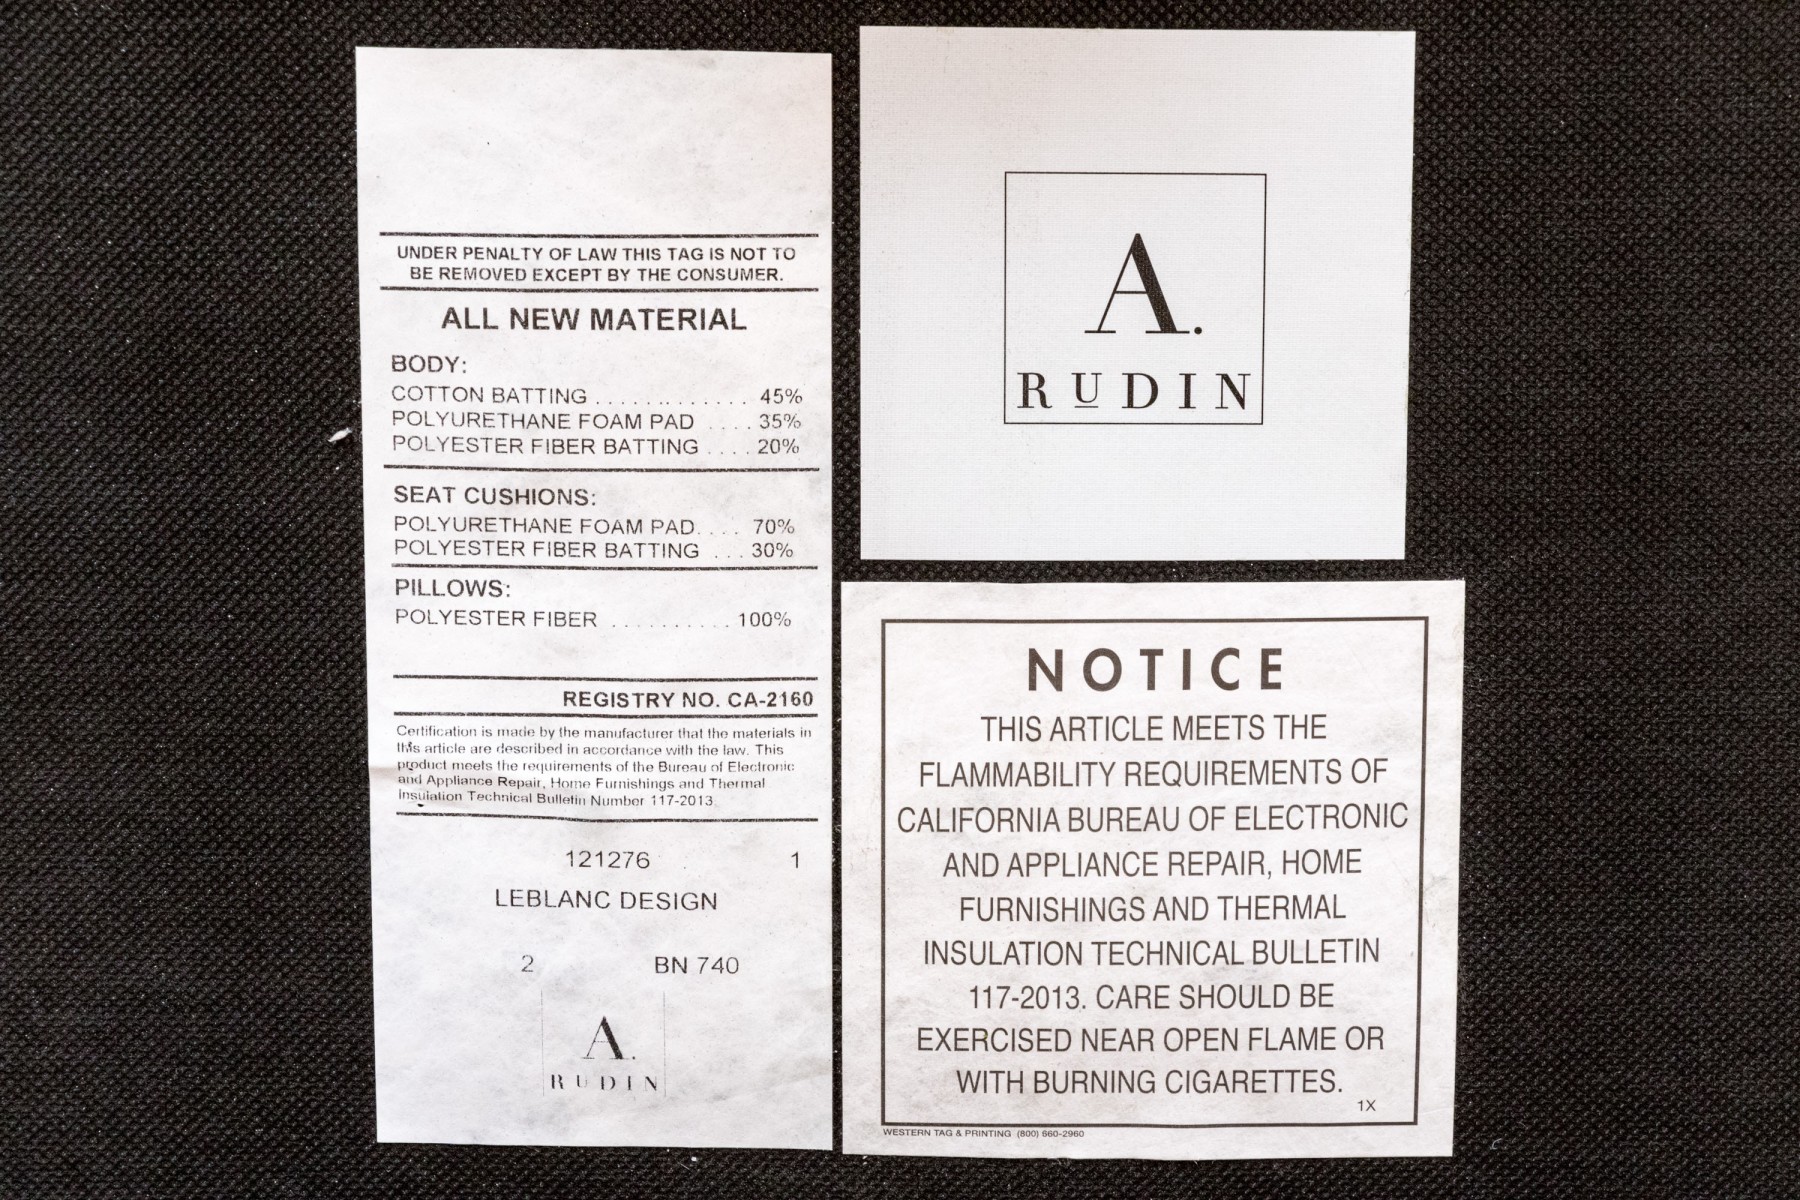 UNDER PENALTY OF LAW THIS TAG IS NOT TO
BE REMOVED EXCEPT BY THE CONSUMER.
ALL NEW MATERIAL
BODY:
COTTON BATTING . . . . . . . . . . . . . 45%
POLYURETHANE FOAM PAD . . . . 35%
POLYESTER FIBER BATTING . . . . 20%
SEAT CUSHIONS:
POLYURETHANE FOAM PAD. . . . 70%
POLYESTER FIBER BATTING . . . 30%
PILLOWS:
POLYESTER FIBER . . . . . . . . . . 100%
REGISTRY NO. CA-2160
Certification is made by the manufacturer that the materials in
this article are described in accordance with the law. This
product meets the requirements of the Bureau of Electronic
and Appliance Repair, Home Furnishings and Thermal
Insulation Technical Bulletin Number 117-2013.
121276 1
LEBLANC DESIGN
2 BN 740
A.
RUDIN
A.
RUDIN
NOTICE
THIS ARTICLE MEETS THE
FLAMMABILITY REQUIREMENTS OF
CALIFORNIA BUREAU OF ELECTRONIC
AND APPLIANCE REPAIR, HOME
FURNISHINGS AND THERMAL
INSULATION TECHNICAL BULLETIN
117-2013. CARE SHOULD BE
EXERCISED NEAR OPEN FLAME OR
WITH BURNING CIGARETTES.
1X
WESTERN TAG & PRINTING (800) 660-2960